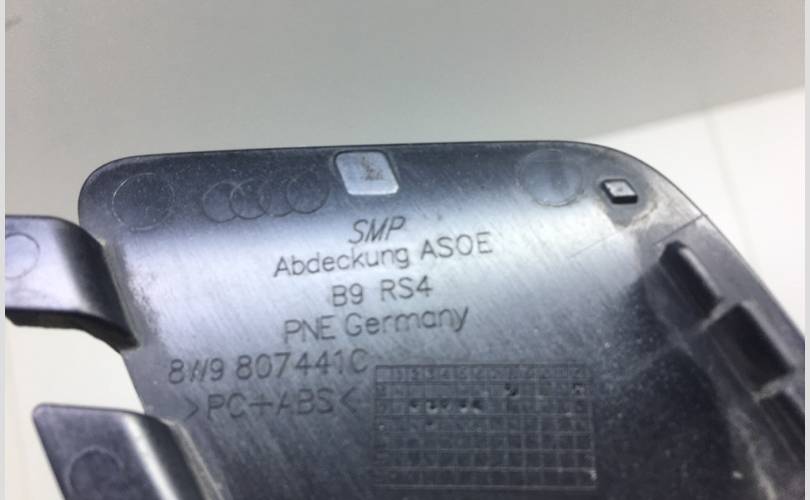 SMP
Abdeckung ASOE
B9 RS4
PNE Germany
8W9 807441C
>PC+ABS<